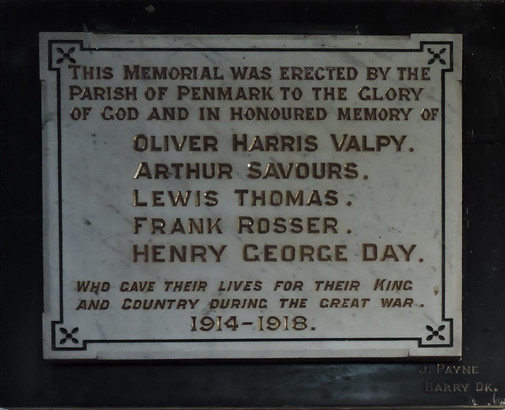 THIS MEMORIAL WAS ERECTED BY THE
PARISH OF PENMARK TO THE GLORY
OF GOD AND IN HONOURED MEMORY OF
OLIVER HARRIS VALPY.
ARTHUR SAVOURS.
LEWIS THOMAS.
FRANK ROSSER.
HENRY GEORGE DAY.
WHO GAVE THEIR LIVES FOR THEIR KING
AND COUNTRY DURING THE GREAT WAR.
1914-1918.
J. PAYNE
BARRY DK.